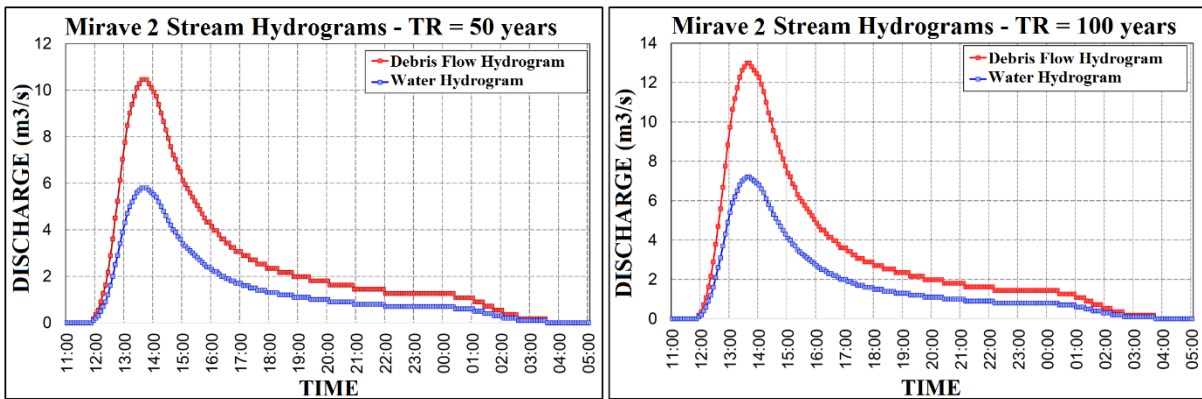 Mirave 2 Stream Hydrograms - TR = 50 years
12
10
8
6
4
2
0
DISCHARGE (m3/s)
Debris Flow Hydrogram
Water Hydrogram
11:00 12:00 13:00 14:00 15:00 16:00 17:00 18:00 19:00 20:00 21:00 22:00 23:00 00:00 01:00 02:00 03:00 04:00 05:00
TIME
Mirave 2 Stream Hydrograms - TR = 100 years
14
12
10
8
6
4
2
0
DISCHARGE (m3/s)
Debris Flow Hydrogram
Water Hydrogram
11:00 12:00 13:00 14:00 15:00 16:00 17:00 18:00 19:00 20:00 21:00 22:00 23:00 00:00 01:00 02:00 03:00 04:00 05:00
TIME